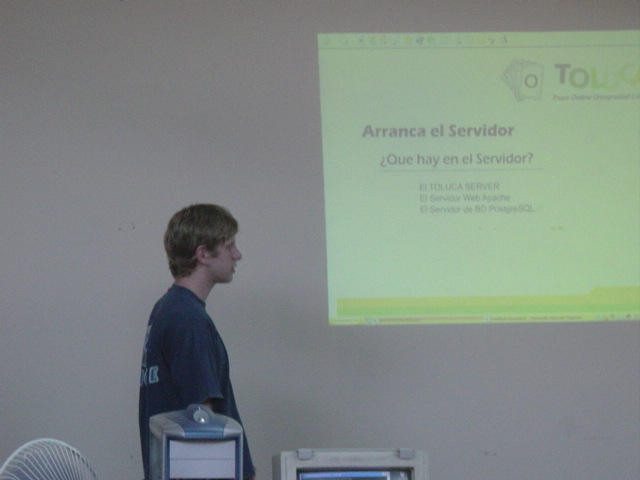 TOLUCA
Arranca el Servidor
¿Que hay en el Servidor?
El TOLUCA SERVER
El Servidor Web Apache
El Servidor de BD PostgreSQL